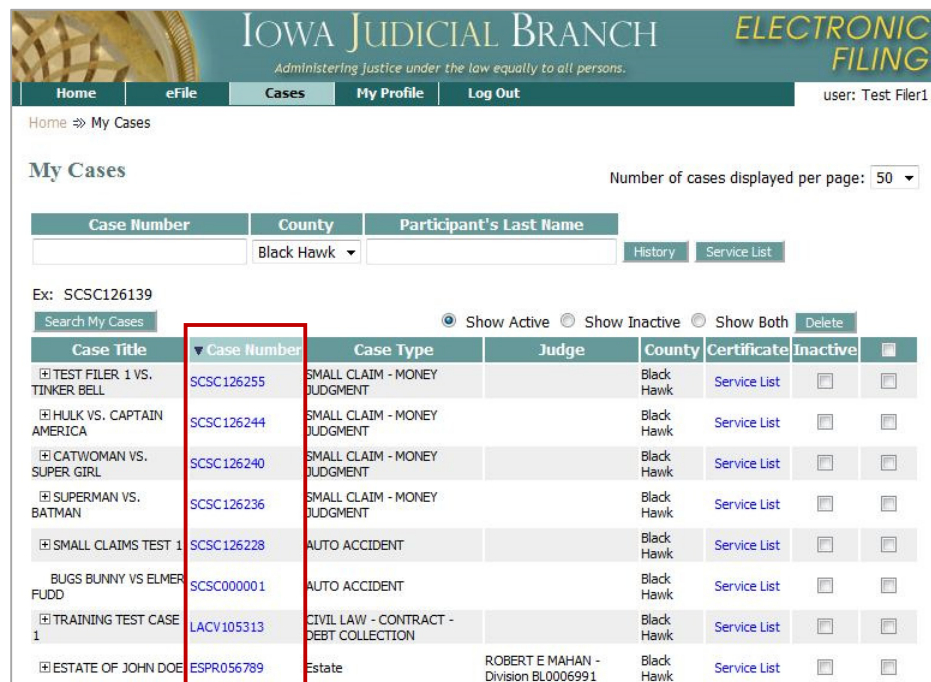 IOWA JUDICIAL BRANCH
ELECTRONIC
FILING
Administering justice under the law equally to all persons.
Home eFile Cases My Profile Log Out user: Test Filer1
Home ⇒ My Cases
My Cases
Number of cases displayed per page: 50
Case Number County Participant's Last Name
Black Hawk History Service List
Ex: SCSC126139
Search My Cases Show Active Show Inactive Show Both Delete
Case Title ▼ Case Number Case Type Judge County Certificate Inactive
TEST FILER 1 VS.
TINKER BELL SCSC126255 SMALL CLAIM - MONEY
JUDGMENT Black
Hawk Service List
HULK VS. CAPTAIN
AMERICA SCSC126244 SMALL CLAIM - MONEY
JUDGMENT Black
Hawk Service List
CATWOMAN VS.
SUPER GIRL SCSC126240 SMALL CLAIM - MONEY
JUDGMENT Black
Hawk Service List
SUPERMAN VS.
BATMAN SCSC126236 SMALL CLAIM - MONEY
JUDGMENT Black
Hawk Service List
SMALL CLAIMS TEST 1 SCSC126228 AUTO ACCIDENT Black
Hawk Service List
BUGS BUNNY VS ELMER
FUDD SCSC000001 AUTO ACCIDENT Black
Hawk Service List
TRAINING TEST CASE
1 LACV105313 CIVIL LAW - CONTRACT -
DEBT COLLECTION Black
Hawk Service List
ESTATE OF JOHN DOE ESPR056789 Estate ROBERT E MAHAN -
Division BL0006991 Black
Hawk Service List